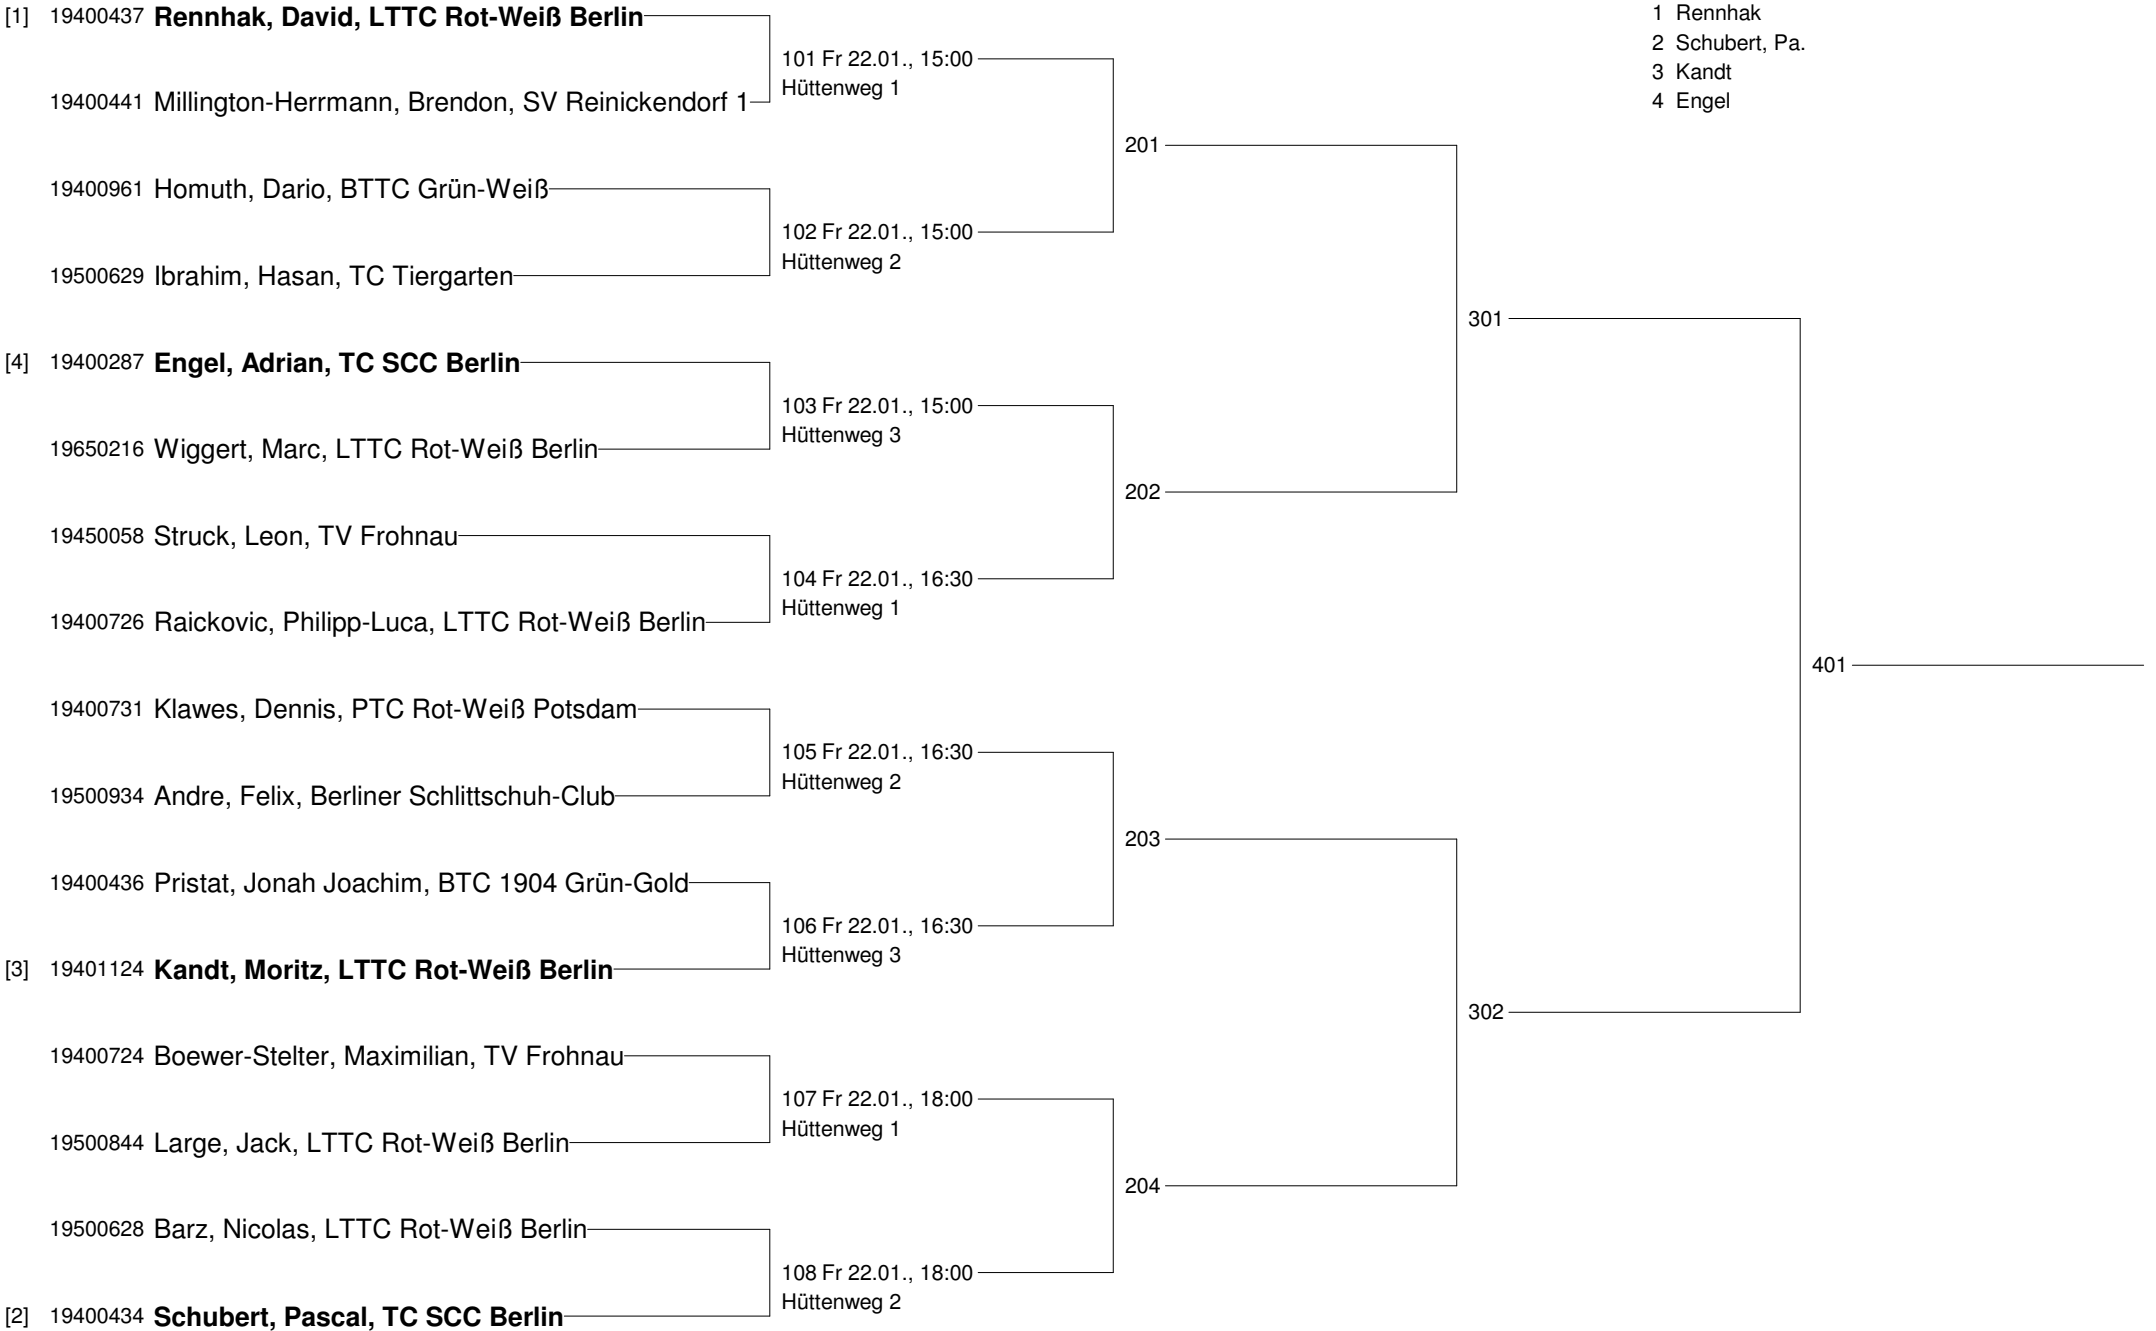 [1] 19400437 Rennhak, David, LTTC Rot-Weiß Berlin
1 Rennhak
2 Schubert, Pa.
3 Kandt
4 Engel
101 Fr 22.01., 15:00
Hüttenweg 1
19400441 Millington-Herrmann, Brendon, SV Reinickendorf 1
201
19400961 Homuth, Dario, BTTC Grün-Weiß
102 Fr 22.01., 15:00
Hüttenweg 2
19500629 Ibrahim, Hasan, TC Tiergarten
301
[4] 19400287 Engel, Adrian, TC SCC Berlin
103 Fr 22.01., 15:00
Hüttenweg 3
19650216 Wiggert, Marc, LTTC Rot-Weiß Berlin
202
19450058 Struck, Leon, TV Frohnau
104 Fr 22.01., 16:30
Hüttenweg 1
19400726 Raickovic, Philipp-Luca, LTTC Rot-Weiß Berlin
401
19400731 Klawes, Dennis, PTC Rot-Weiß Potsdam
105 Fr 22.01., 16:30
Hüttenweg 2
19500934 Andre, Felix, Berliner Schlittschuh-Club
203
19400436 Pristat, Jonah Joachim, BTC 1904 Grün-Gold
106 Fr 22.01., 16:30
Hüttenweg 3
[3] 19401124 Kandt, Moritz, LTTC Rot-Weiß Berlin
302
19400724 Boewer-Stelter, Maximilian, TV Frohnau
107 Fr 22.01., 18:00
Hüttenweg 1
19500844 Large, Jack, LTTC Rot-Weiß Berlin
204
19500628 Barz, Nicolas, LTTC Rot-Weiß Berlin
108 Fr 22.01., 18:00
Hüttenweg 2
[2] 19400434 Schubert, Pascal, TC SCC Berlin